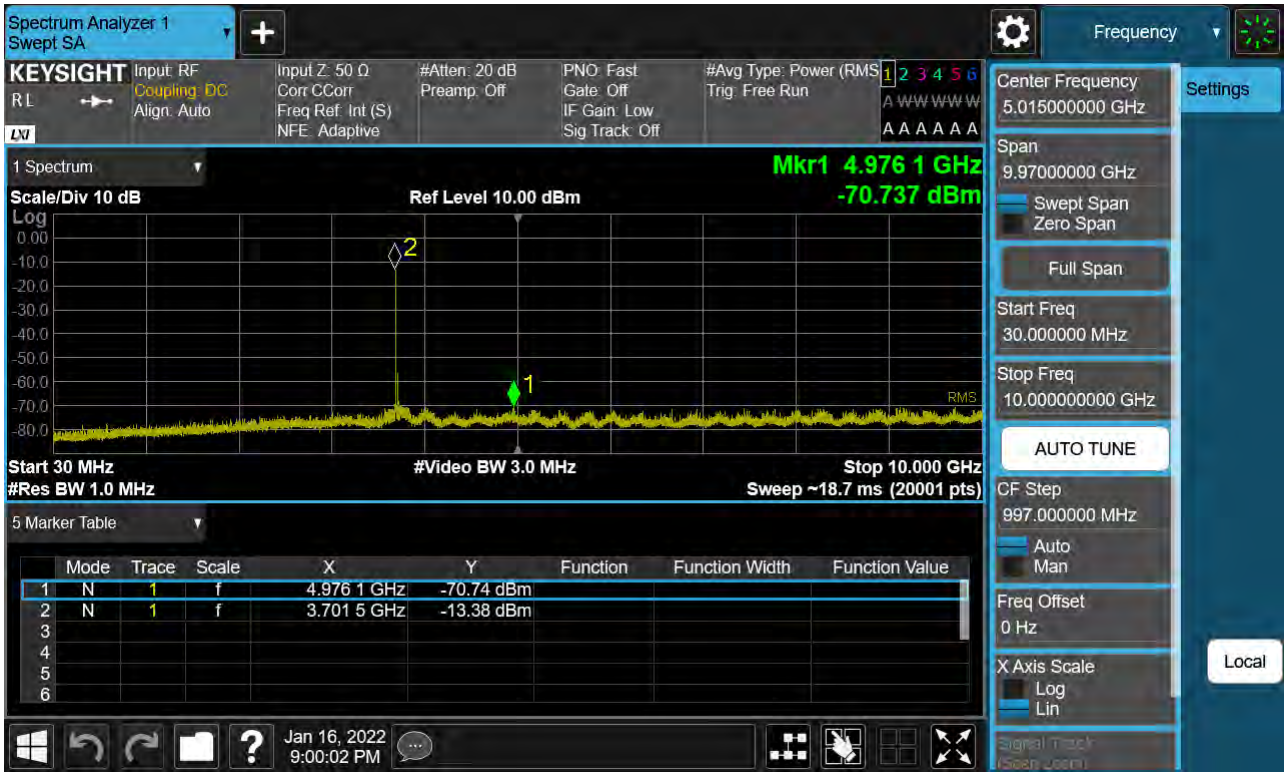 Spectrum Analyzer 1
Swept SA
+
Frequency
KEYSIGHT
RL
LXI
Input: RF
Coupling: DC
Align: Auto
Input Z: 50 Ω
Corr CCorr
Freq Ref: Int (S)
NFE: Adaptive
#Atten: 20 dB
Preamp: Off
PNO: Fast
Gate: Off
IF Gain: Low
Sig Track: Off
#Avg Type: Power (RMS
Trig: Free Run
1 2 3 4 5 6
A W W W W W
A A A A A A
1 Spectrum
Scale/Div 10 dB
Ref Level 10.00 dBm
Mkr1 4.976 1 GHz
-70.737 dBm
Log
0.00
-10.0
-20.0
-30.0
-40.0
-50.0
-60.0
-70.0
-80.0
2
1
RMS
Start 30 MHz
#Video BW 3.0 MHz
Stop 10.000 GHz
#Res BW 1.0 MHz
Sweep ~18.7 ms (20001 pts)
5 Marker Table
Mode Trace Scale X Y Function Function Width Function Value
1 N 1 f 4.976 1 GHz -70.74 dBm
2 N 1 f 3.701 5 GHz -13.38 dBm
3
4
5
6
Jan 16, 2022
9:00:02 PM
?
Center Frequency
5.015000000 GHz
Settings
Span
9.97000000 GHz
Swept Span
Zero Span
Full Span
Start Freq
30.000000 MHz
Stop Freq
10.000000000 GHz
AUTO TUNE
CF Step
997.000000 MHz
Auto
Man
Freq Offset
0 Hz
X Axis Scale
Log
Lin
Local
Signal Track
(Span Zoom)